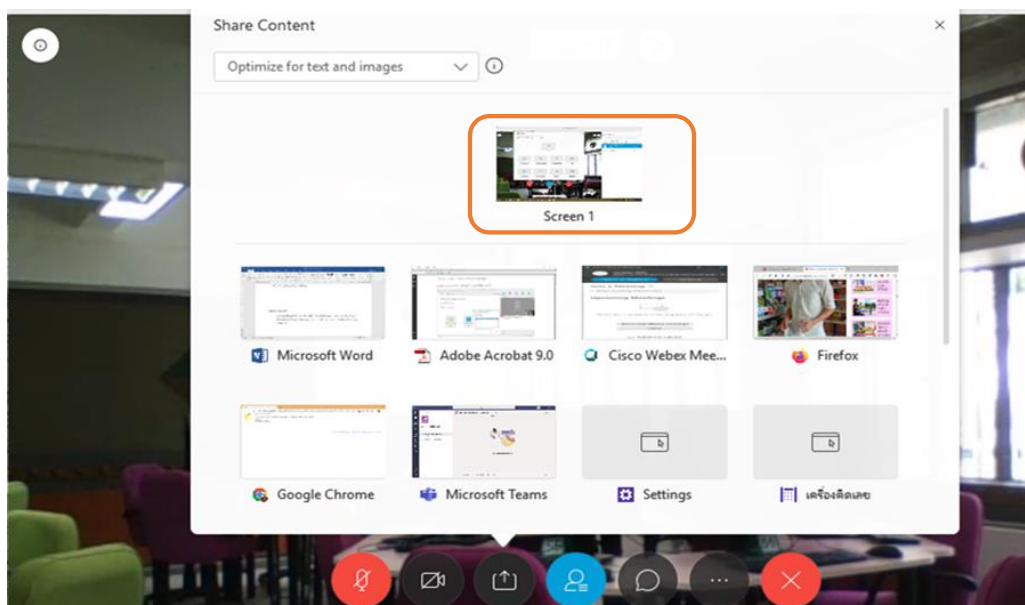 Share Content
Optimize for text and images
Screen 1
Microsoft Word
Adobe Acrobat 9.0
Cisco Webex Mee...
Firefox
Google Chrome
Microsoft Teams
Settings
เครื่องคิดเลข